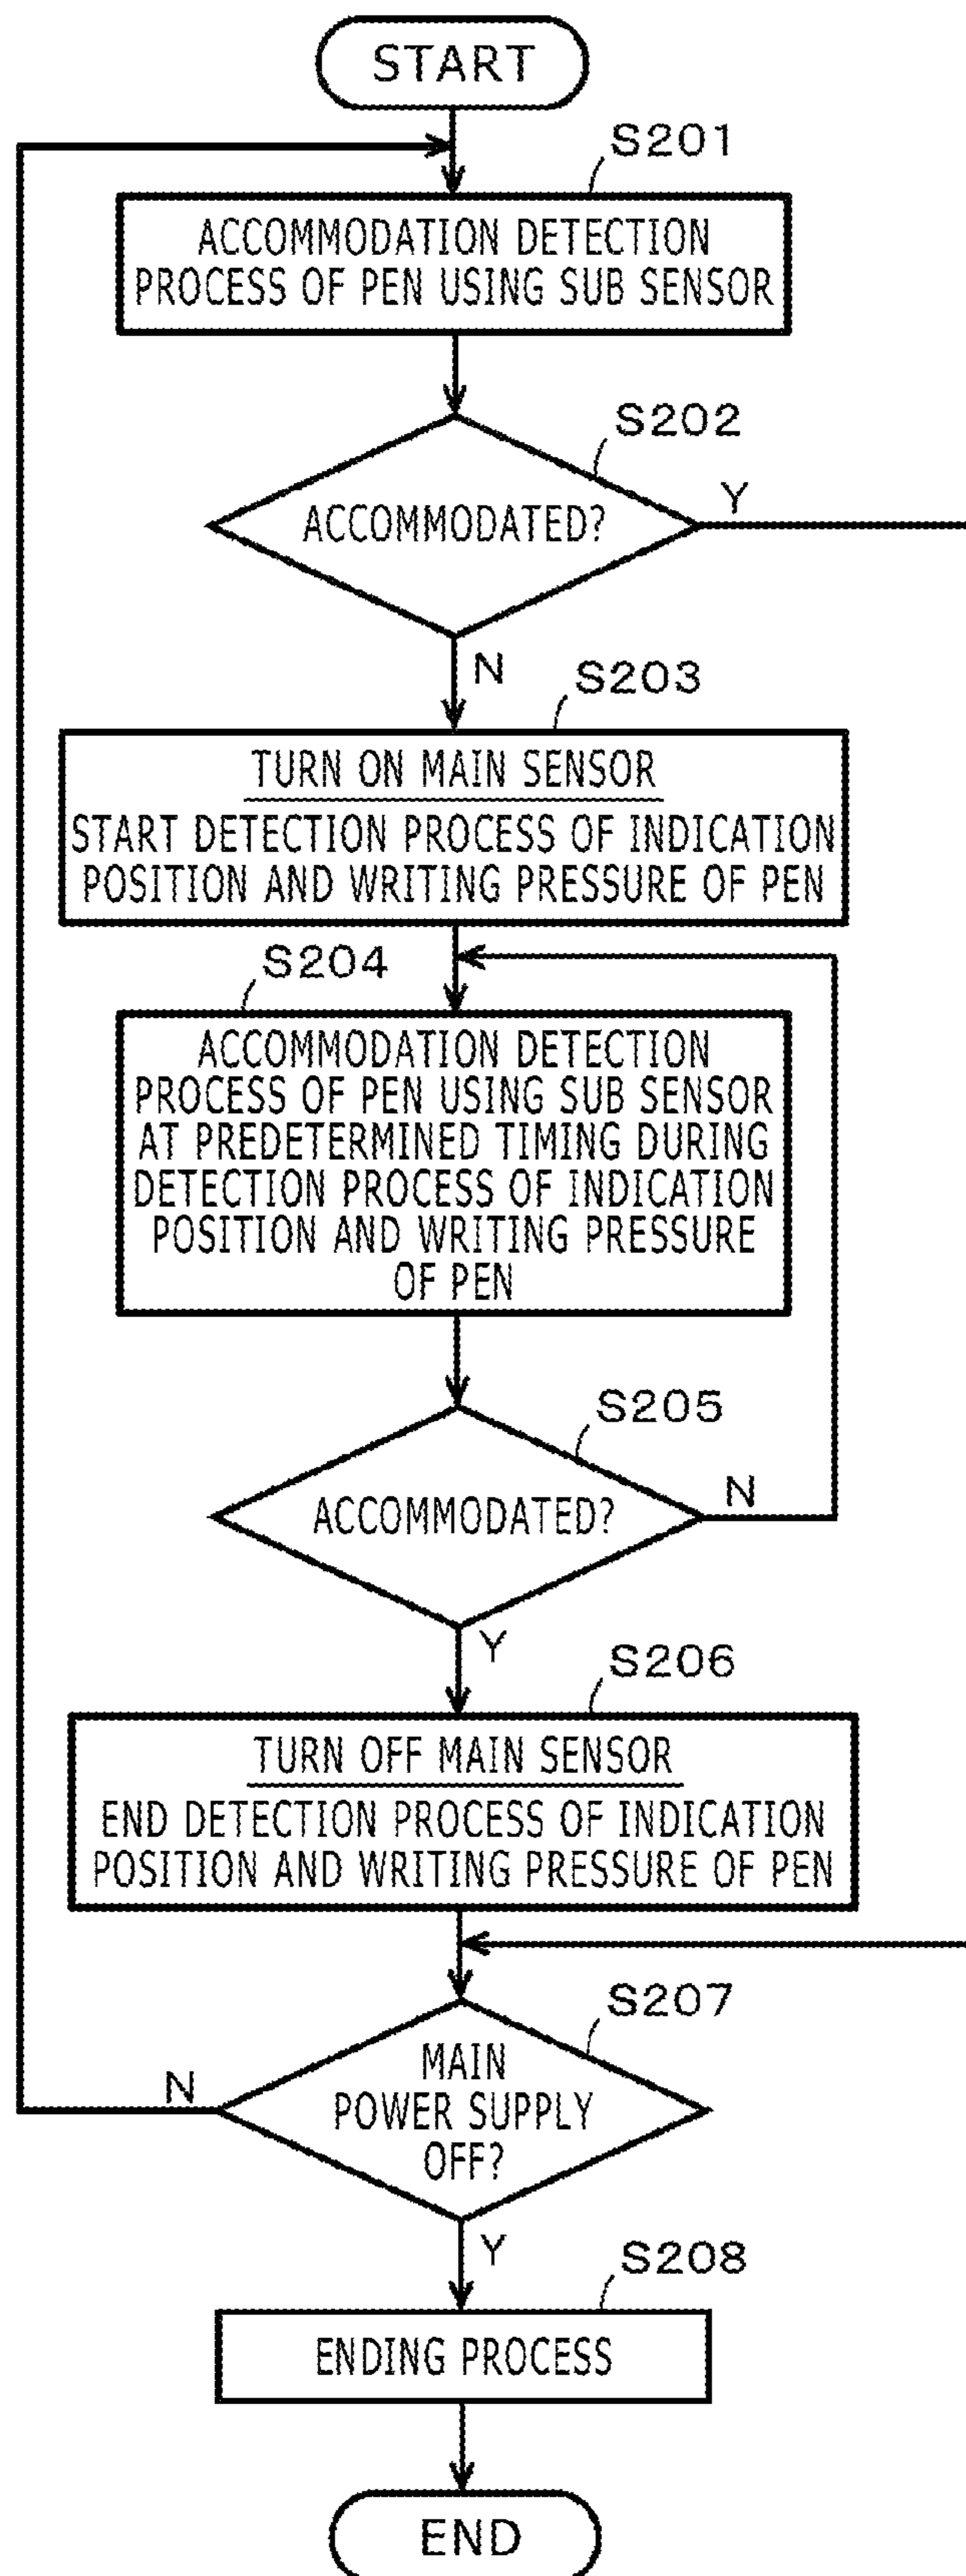 START
S201
ACCOMMODATION DETECTION
PROCESS OF PEN USING SUB SENSOR
S202
ACCOMMODATED?
Y
N
S203
TURN ON MAIN SENSOR
START DETECTION PROCESS OF INDICATION
POSITION AND WRITING PRESSURE OF PEN
S204
ACCOMMODATION DETECTION
PROCESS OF PEN USING SUB SENSOR
AT PREDETERMINED TIMING DURING
DETECTION PROCESS OF INDICATION
POSITION AND WRITING PRESSURE
OF PEN
S205
ACCOMMODATED?
N
Y
S206
TURN OFF MAIN SENSOR
END DETECTION PROCESS OF INDICATION
POSITION AND WRITING PRESSURE OF PEN
S207
MAIN
POWER SUPPLY
OFF?
N
Y
S208
ENDING PROCESS
END